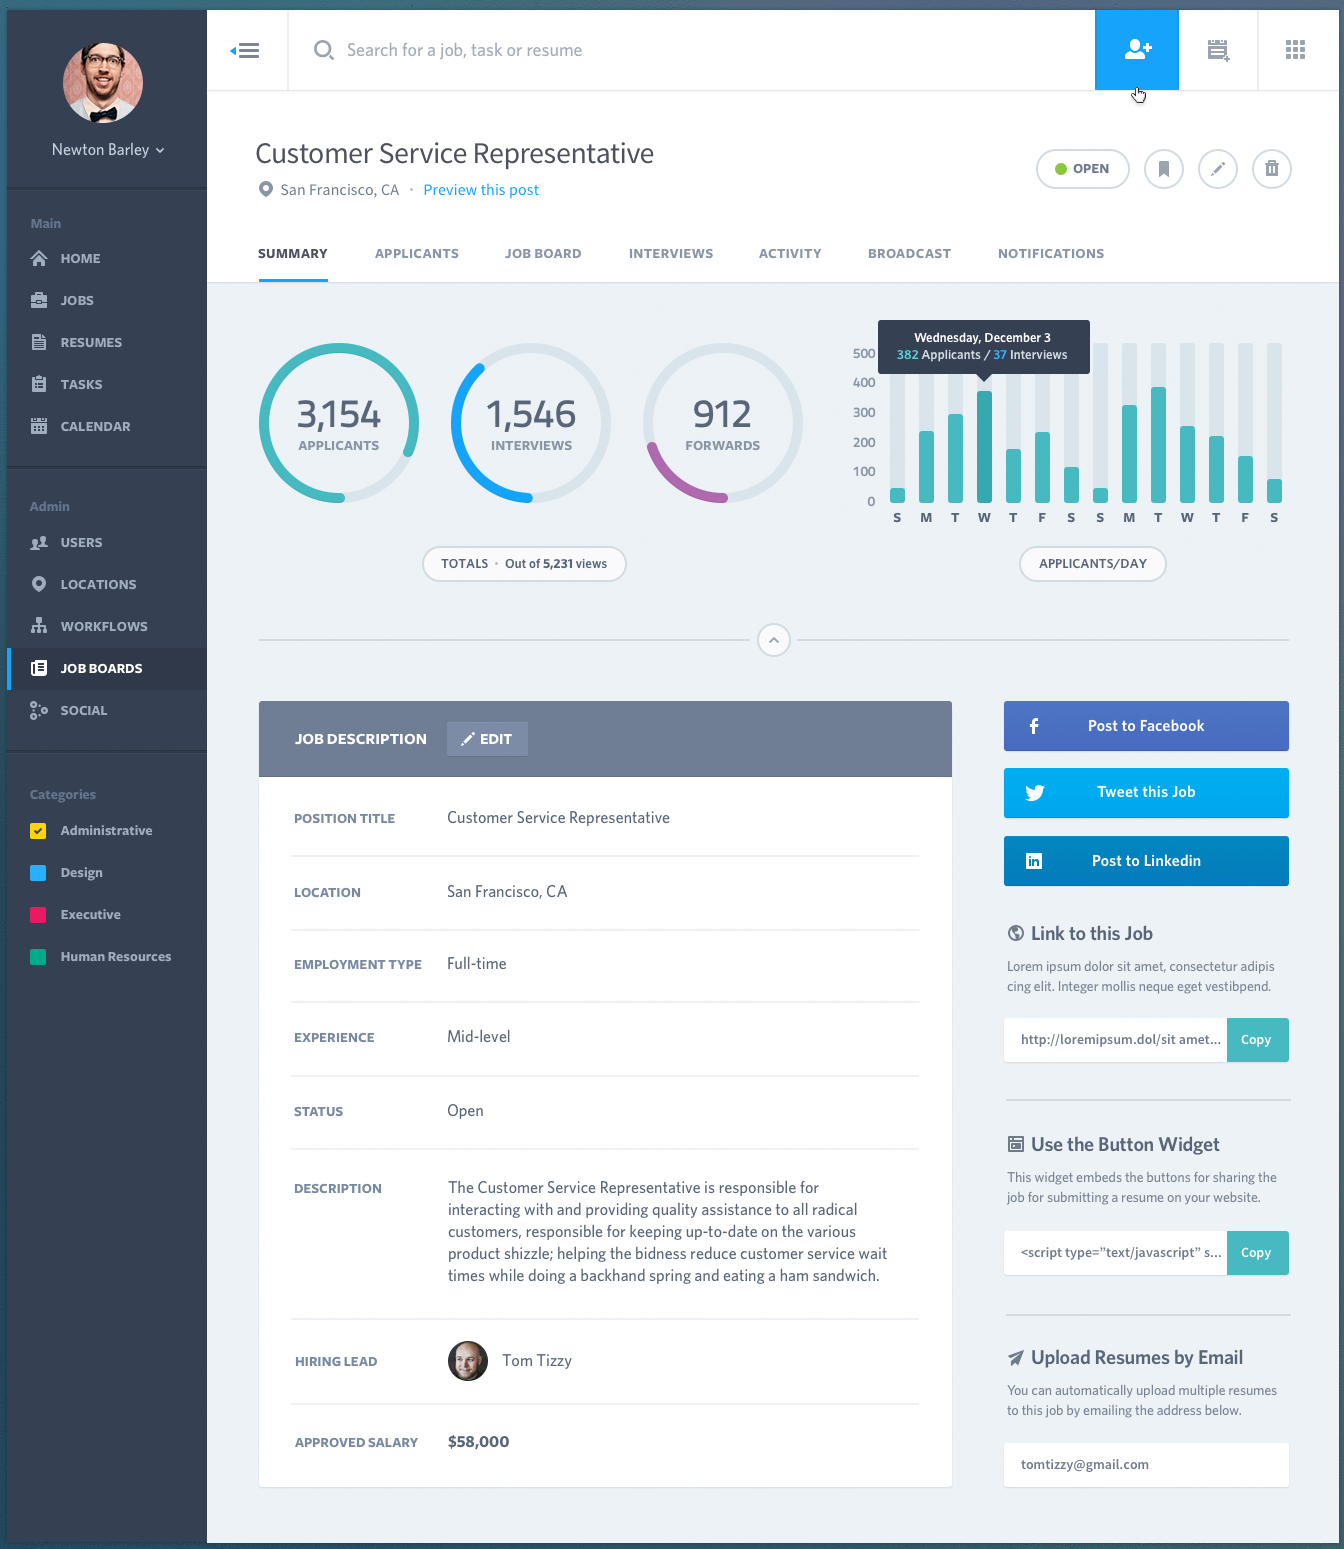 Newton Barley
Main
HOME
JOBS
RESUMES
TASKS
CALENDAR
Admin
USERS
LOCATIONS
WORKFLOWS
JOB BOARDS
SOCIAL
Categories
Administrative
Design
Executive
Human Resources
Search for a job, task or resume
Customer Service Representative
San Francisco, CA · Preview this post
OPEN
SUMMARY APPLICANTS JOB BOARD INTERVIEWS ACTIVITY BROADCAST NOTIFICATIONS
3,154
APPLICANTS
1,546
INTERVIEWS
912
FORWARDS
TOTALS · Out of 5,231 views
Wednesday, December 3
382 Applicants / 37 Interviews
500
400
300
200
100
0
S M T W T F S S M T W T F S
APPLICANTS/DAY
JOB DESCRIPTION EDIT
POSITION TITLE Customer Service Representative
LOCATION San Francisco, CA
EMPLOYMENT TYPE Full-time
EXPERIENCE Mid-level
STATUS Open
DESCRIPTION The Customer Service Representative is responsible for
interacting with and providing quality assistance to all radical
customers, responsible for keeping up-to-date on the various
product shizzle; helping the bidness reduce customer service wait
times while doing a backhand spring and eating a ham sandwich.
HIRING LEAD Tom Tizzy
APPROVED SALARY $58,000
Post to Facebook
Tweet this Job
in Post to Linkedin
Link to this Job
Lorem ipsum dolor sit amet, consectetur adipis
cing elit. Integer mollis neque eget vestibpend.
http://loremipsum.dol/sit amet... Copy
Use the Button Widget
This widget embeds the buttons for sharing the
job for submitting a resume on your website.
<script type=”text/javascript” s... Copy
Upload Resumes by Email
You can automatically upload multiple resumes
to this job by emailing the address below.
tomtizzy@gmail.com